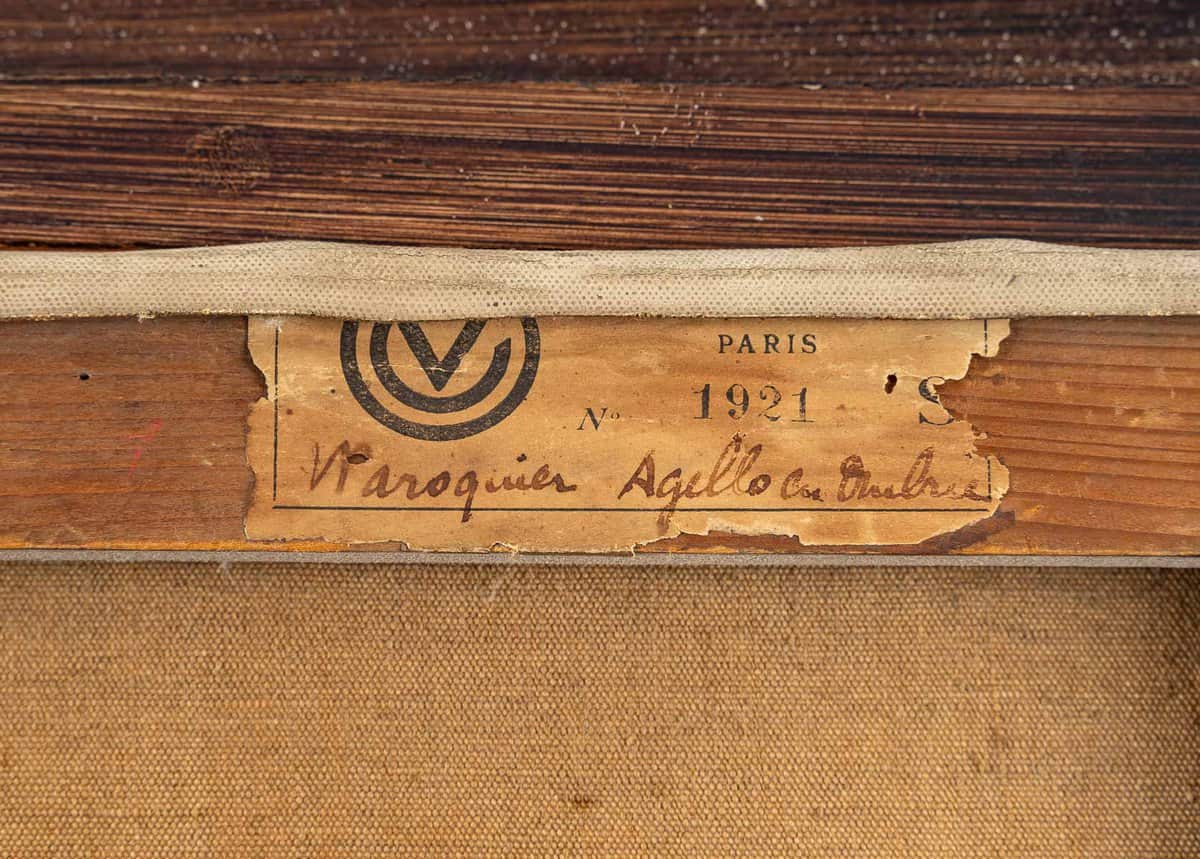 PARIS
Nº 1921 'S
Waroquier Agello en Ombrie